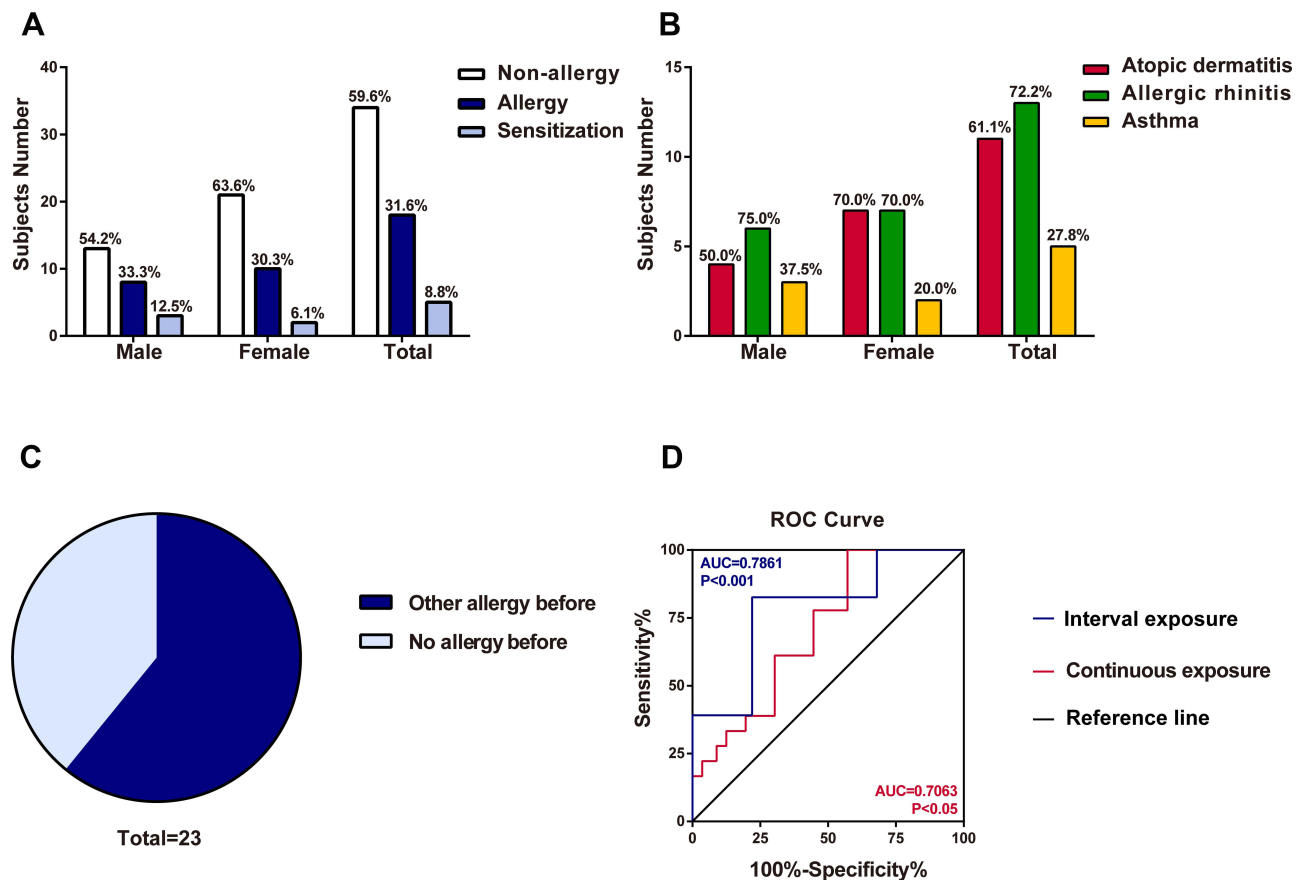 A
Subjects Number
40
30
20
10
0
54.2%
33.3%
12.5%
63.6%
30.3%
6.1%
59.6%
31.6%
8.8%
Male
Female
Total
Non-allergy
Allergy
Sensitization
B
Subjects Number
15
10
5
0
50.0%
75.0%
37.5%
70.0%
70.0%
20.0%
61.1%
72.2%
27.8%
Male
Female
Total
Atopic dermatitis
Allergic rhinitis
Asthma
C
Other allergy before
No allergy before
Total=23
D
ROC Curve
Sensitivity%
100
75
50
25
0
AUC=0.7861
P<0.001
AUC=0.7063
P<0.05
0
25
50
75
100
100%-Specificity%
Interval exposure
Continuous exposure
Reference line